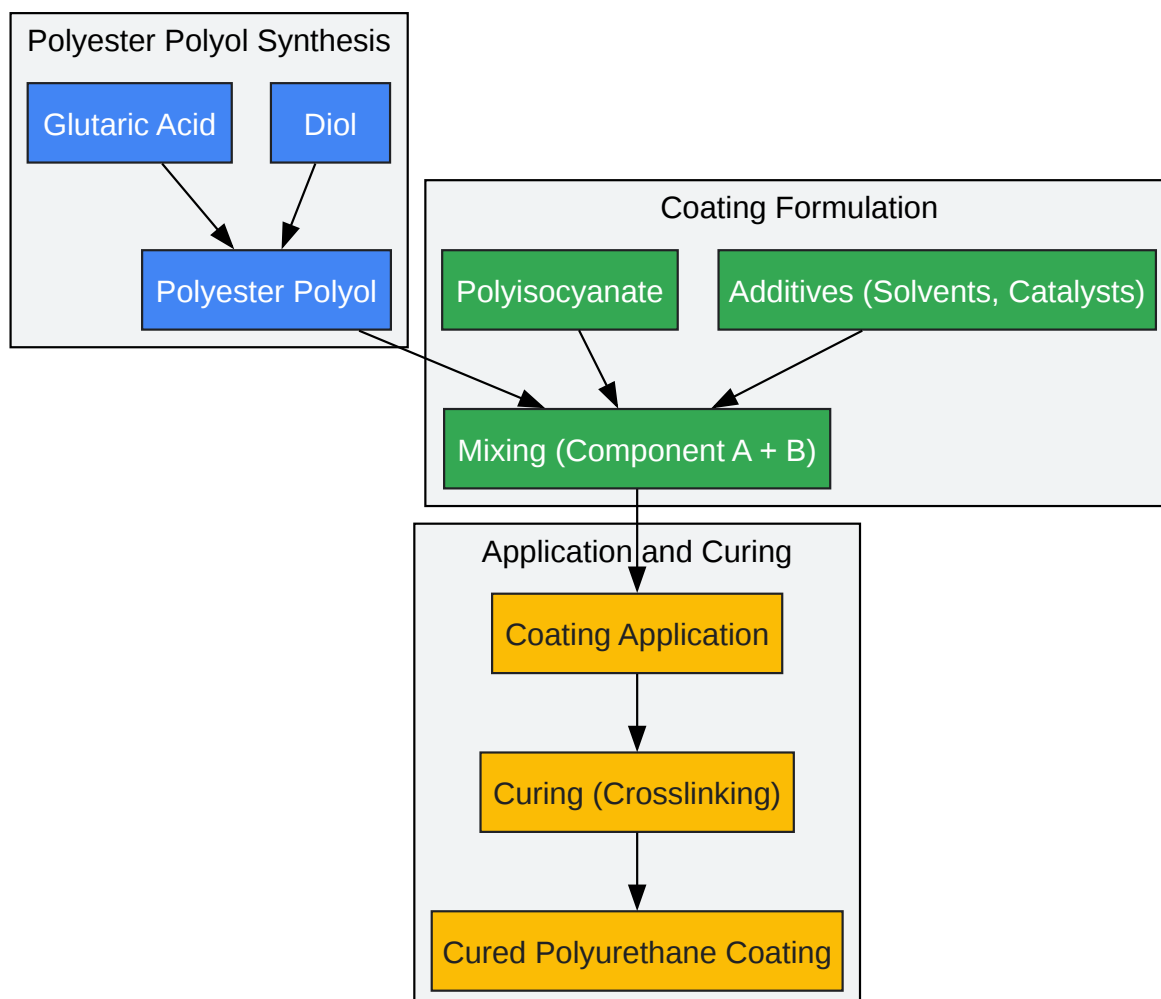 Polyester Polyol Synthesis
Glutaric Acid
Diol
Polyester Polyol
Coating Formulation
Polyisocyanate
Additives (Solvents, Catalysts)
Mixing (Component A + B)
Application and Curing
Coating Application
Curing (Crosslinking)
Cured Polyurethane Coating